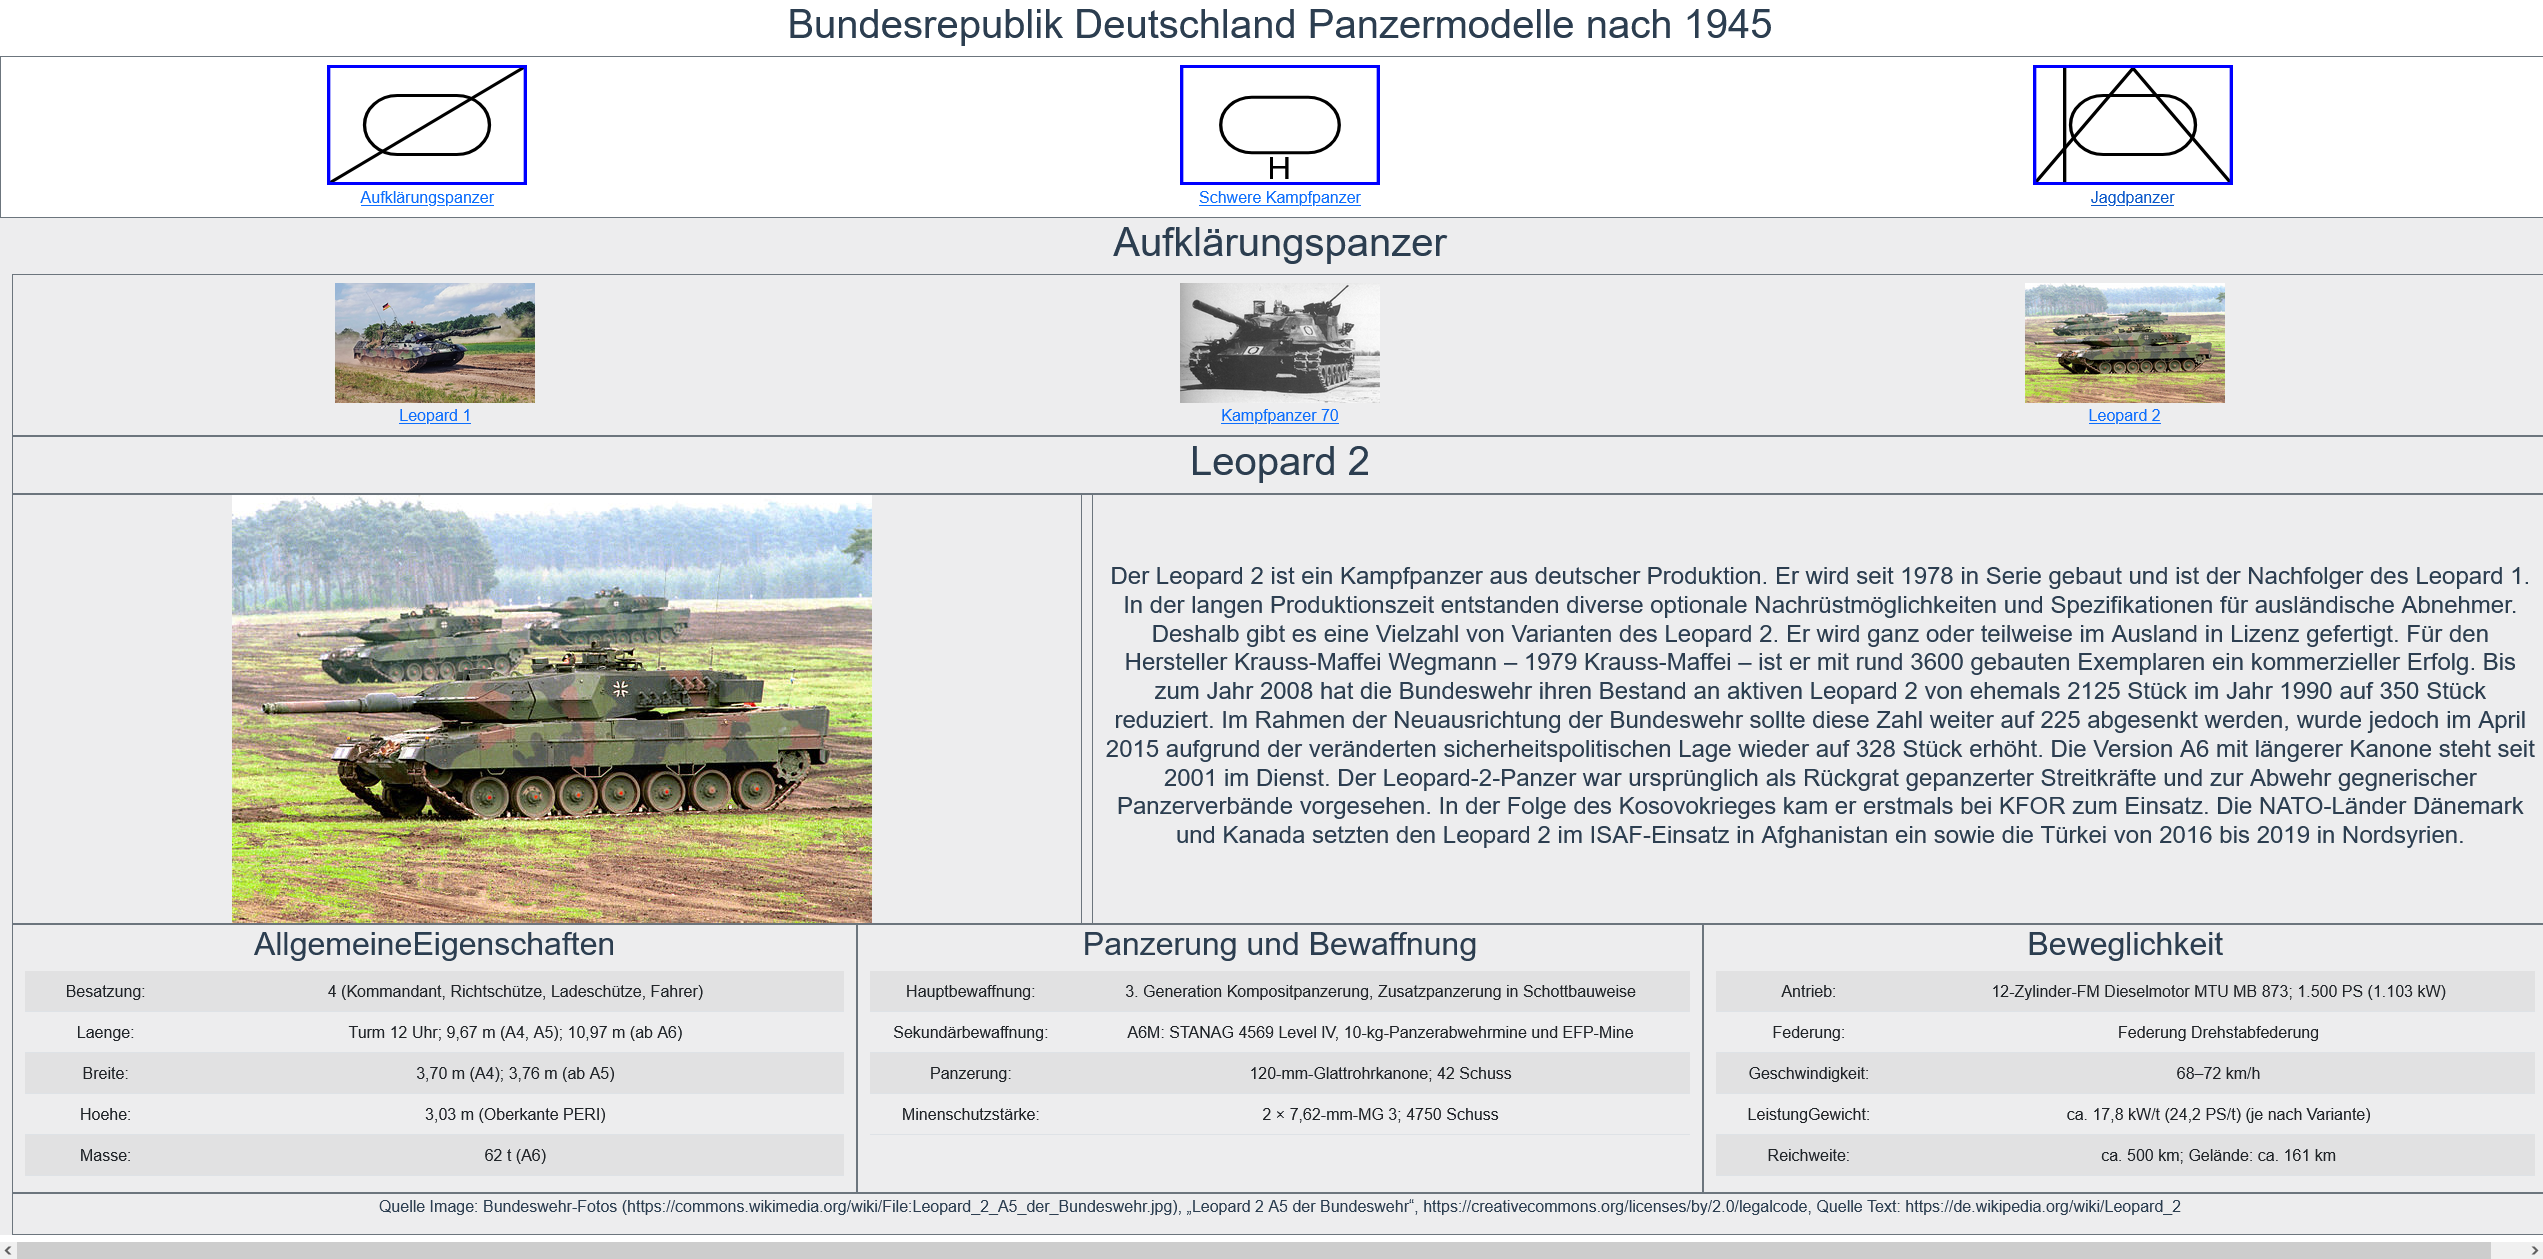 Bundesrepublik Deutschland Panzermodelle nach 1945
H
Aufklärungspanzer
Schwere Kampfpanzer
Jagdpanzer
Aufklärungspanzer
Leopard 1
Kampfpanzer 70
Leopard 2
Leopard 2
Der Leopard 2 ist ein Kampfpanzer aus deutscher Produktion. Er wird seit 1978 in Serie gebaut und ist der Nachfolger des Leopard 1.
In der langen Produktionszeit entstanden diverse optionale Nachrüstmöglichkeiten und Spezifikationen für ausländische Abnehmer.
Deshalb gibt es eine Vielzahl von Varianten des Leopard 2. Er wird ganz oder teilweise im Ausland in Lizenz gefertigt. Für den
Hersteller Krauss-Maffei Wegmann – 1979 Krauss-Maffei – ist er mit rund 3600 gebauten Exemplaren ein kommerzieller Erfolg. Bis
zum Jahr 2008 hat die Bundeswehr ihren Bestand an aktiven Leopard 2 von ehemals 2125 Stück im Jahr 1990 auf 350 Stück
reduziert. Im Rahmen der Neuausrichtung der Bundeswehr sollte diese Zahl weiter auf 225 abgesenkt werden, wurde jedoch im April
2015 aufgrund der veränderten sicherheitspolitischen Lage wieder auf 328 Stück erhöht. Die Version A6 mit längerer Kanone steht seit
2001 im Dienst. Der Leopard-2-Panzer war ursprünglich als Rückgrat gepanzerter Streitkräfte und zur Abwehr gegnerischer
Panzerverbände vorgesehen. In der Folge des Kosovokrieges kam er erstmals bei KFOR zum Einsatz. Die NATO-Länder Dänemark
und Kanada setzten den Leopard 2 im ISAF-Einsatz in Afghanistan ein sowie die Türkei von 2016 bis 2019 in Nordsyrien.
AllgemeineEigenschaften
Besatzung: 4 (Kommandant, Richtschütze, Ladeschütze, Fahrer)
Laenge: Turm 12 Uhr; 9,67 m (A4, A5); 10,97 m (ab A6)
Breite: 3,70 m (A4); 3,76 m (ab A5)
Hoehe: 3,03 m (Oberkante PERI)
Masse: 62 t (A6)
Panzerung und Bewaffnung
Hauptbewaffnung: 3. Generation Kompositpanzerung, Zusatzpanzerung in Schottbauweise
Sekundärbewaffnung: A6M: STANAG 4569 Level IV, 10-kg-Panzerabwehrmine und EFP-Mine
Panzerung: 120-mm-Glattrohrkanone; 42 Schuss
Minenschutzstärke: 2 × 7,62-mm-MG 3; 4750 Schuss
Beweglichkeit
Antrieb: 12-Zylinder-FM Dieselmotor MTU MB 873; 1.500 PS (1.103 kW)
Federung: Federung Drehstabfederung
Geschwindigkeit: 68–72 km/h
LeistungGewicht: ca. 17,8 kW/t (24,2 PS/t) (je nach Variante)
Reichweite: ca. 500 km; Gelände: ca. 161 km
Quelle Image: Bundeswehr-Fotos (https://commons.wikimedia.org/wiki/File:Leopard_2_A5_der_Bundeswehr.jpg), „Leopard 2 A5 der Bundeswehr“, https://creativecommons.org/licenses/by/2.0/legalcode, Quelle Text: https://de.wikipedia.org/wiki/Leopard_2